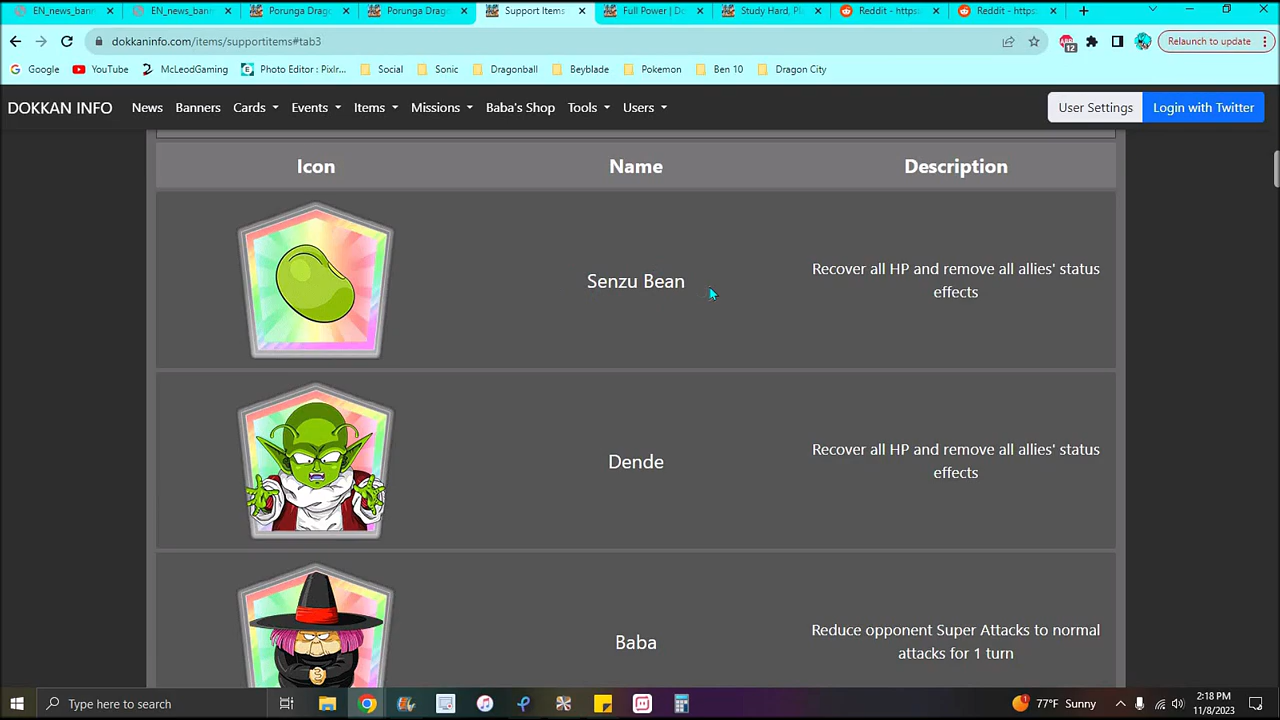 EN_news_bann
EN_news_bann
Porunga Drago
Porunga Drago
Support Items
Full Power | Do
Study Hard, Pl
Reddit - https:
Reddit - https:
dokkaninfo.com/items/supportitems#tab3
12
Relaunch to update
Google
YouTube
McLeodGaming
Photo Editor : Pixlr...
Social
Sonic
Dragonball
Beyblade
Pokemon
Ben 10
Dragon City
DOKKAN INFO
News
Banners
Cards
Events
Items
Missions
Baba's Shop
Tools
Users
User Settings
Login with Twitter
Icon
Name
Description
Senzu Bean
Recover all HP and remove all allies' status
effects
Dende
Recover all HP and remove all allies' status
effects
Baba
Reduce opponent Super Attacks to normal
attacks for 1 turn
Type here to search
1
77°F Sunny
2:18 PM
11/8/2023